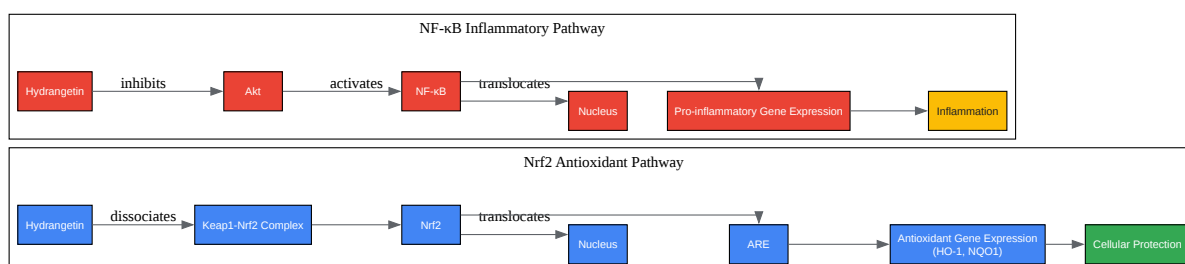 NF-κB Inflammatory Pathway
Hydrangetin
inhibits
Akt
activates
NF-κB
translocates
Nucleus
Pro-inflammatory Gene Expression
Inflammation
Nrf2 Antioxidant Pathway
Hydrangetin
dissociates
Keap1-Nrf2 Complex
Nrf2
translocates
Nucleus
ARE
Antioxidant Gene Expression
(HO-1, NQO1)
Cellular Protection